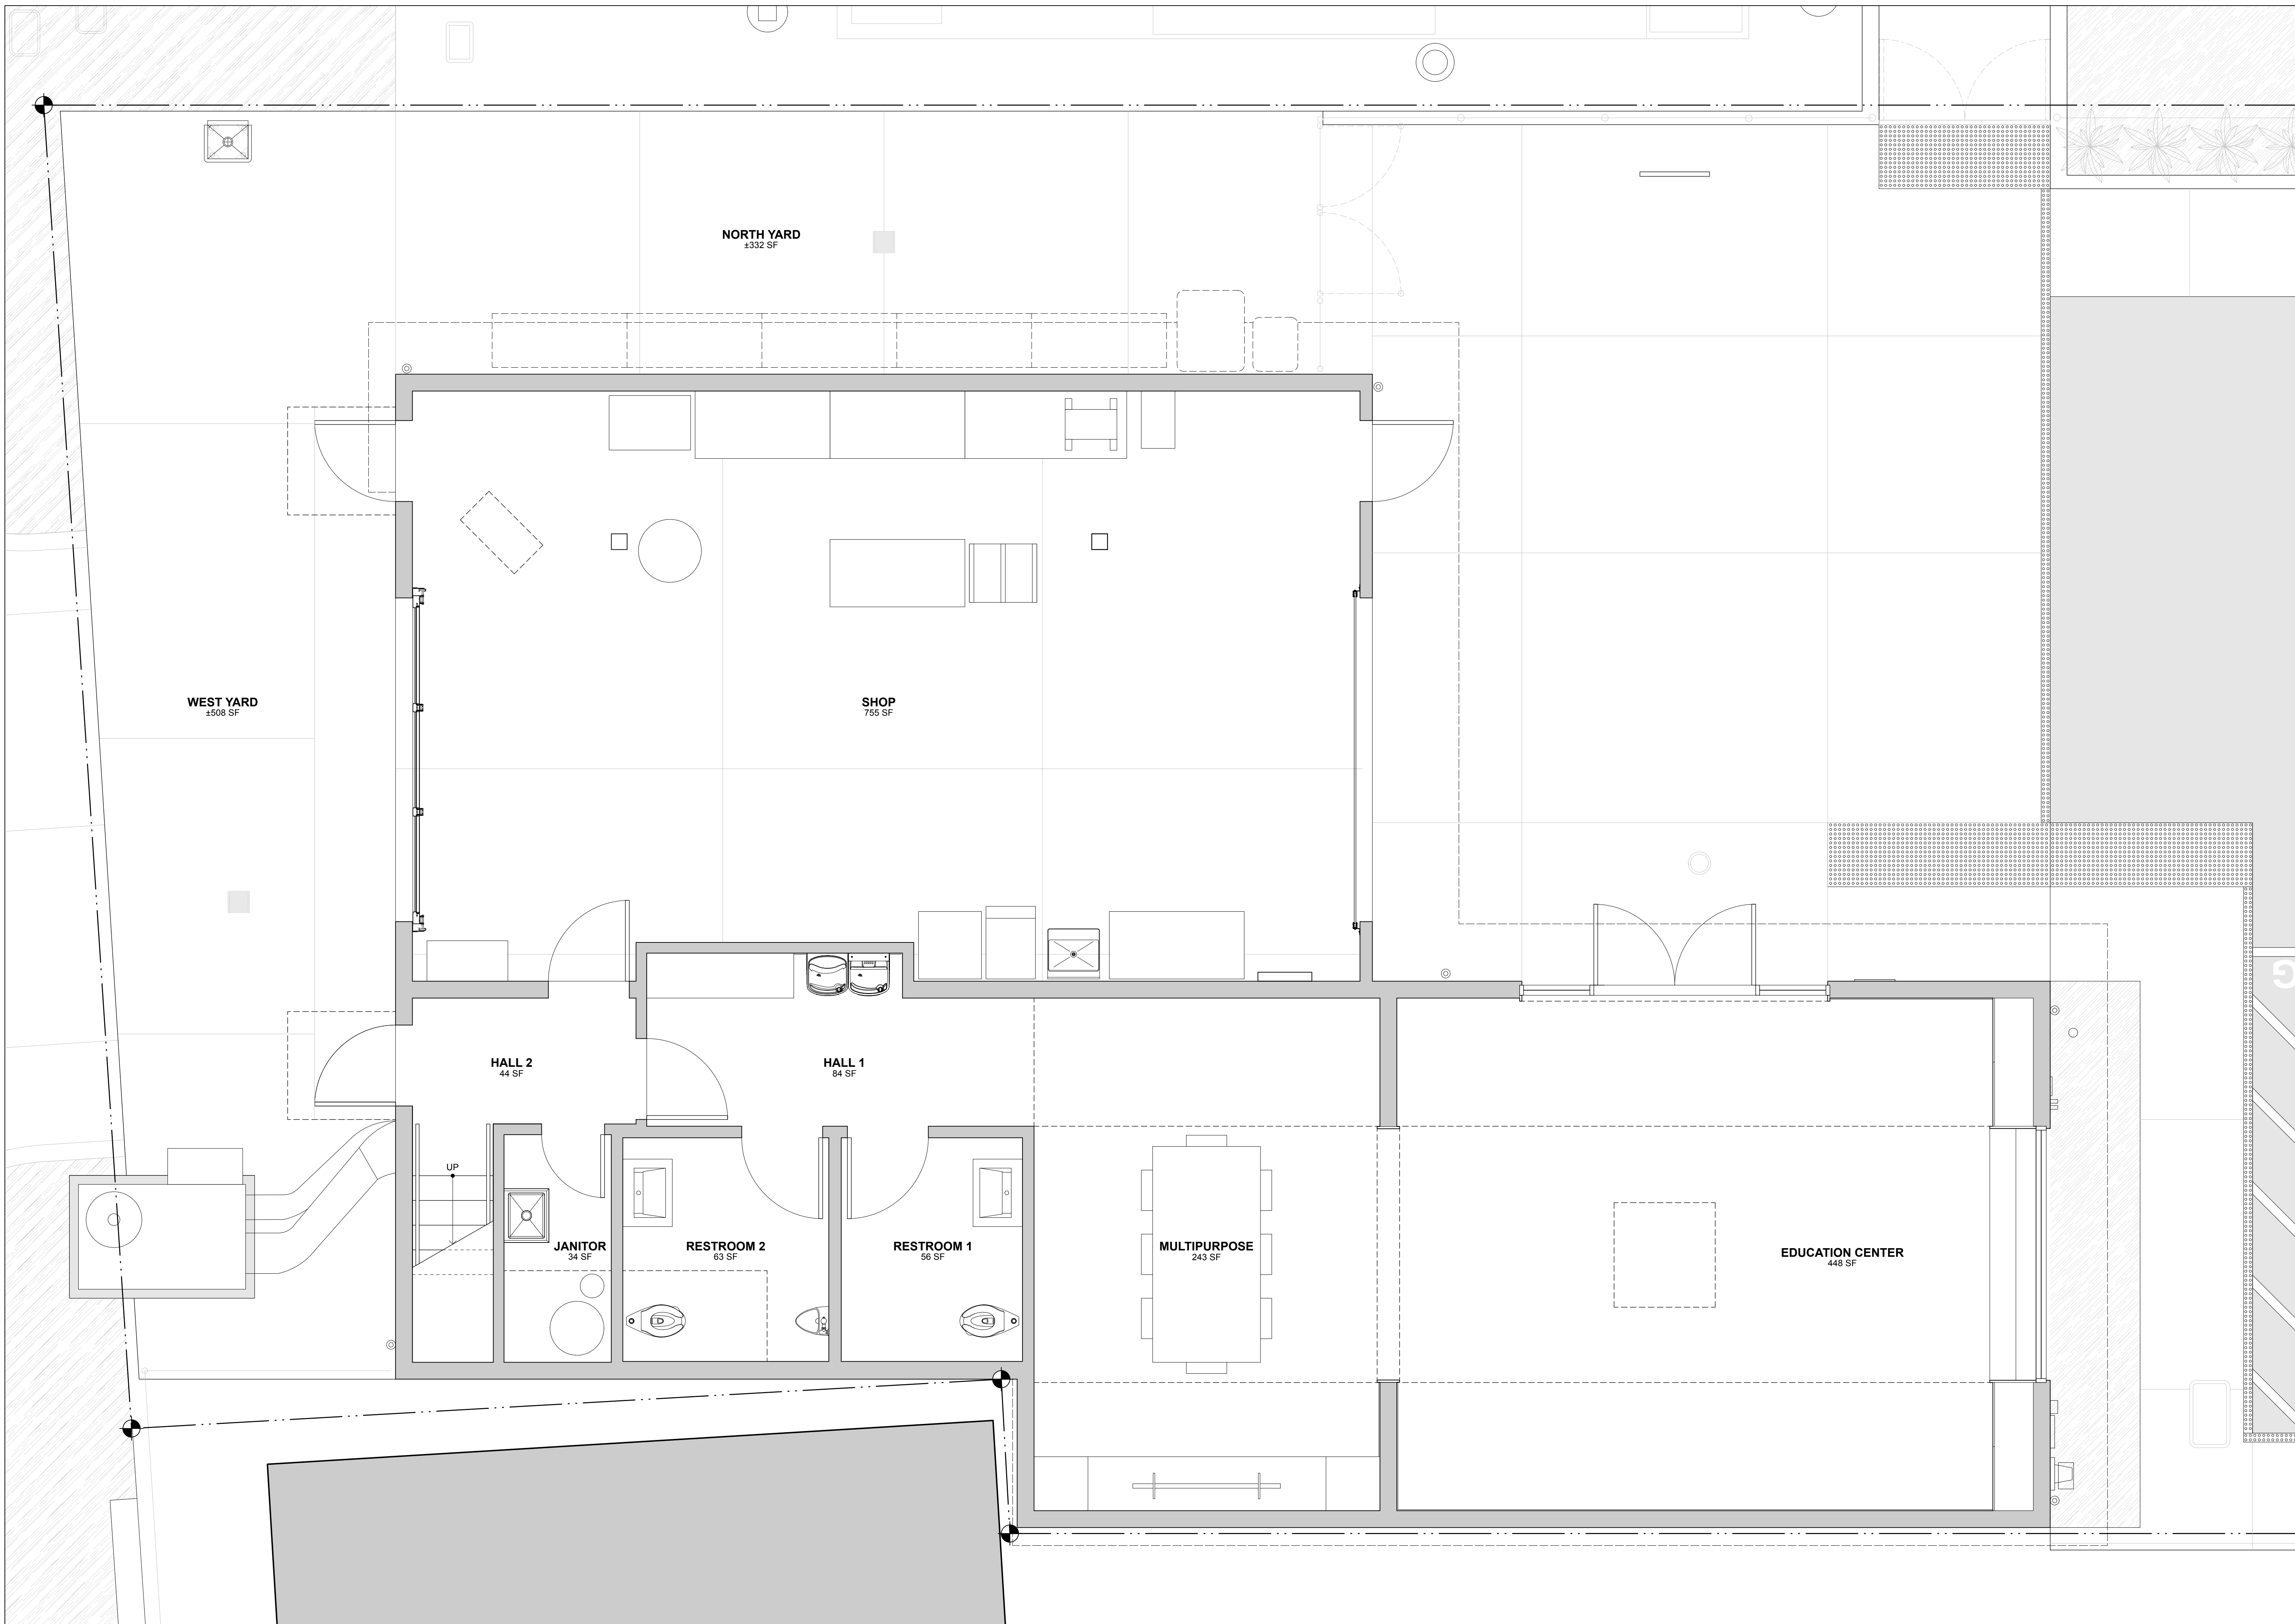 NORTH YARD
±332 SF
WEST YARD
±508 SF
SHOP
755 SF
G
HALL 2
44 SF
HALL 1
84 SF
UP
JANITOR
34 SF
RESTROOM 2
63 SF
RESTROOM 1
56 SF
MULTIPURPOSE
243 SF
EDUCATION CENTER
448 SF